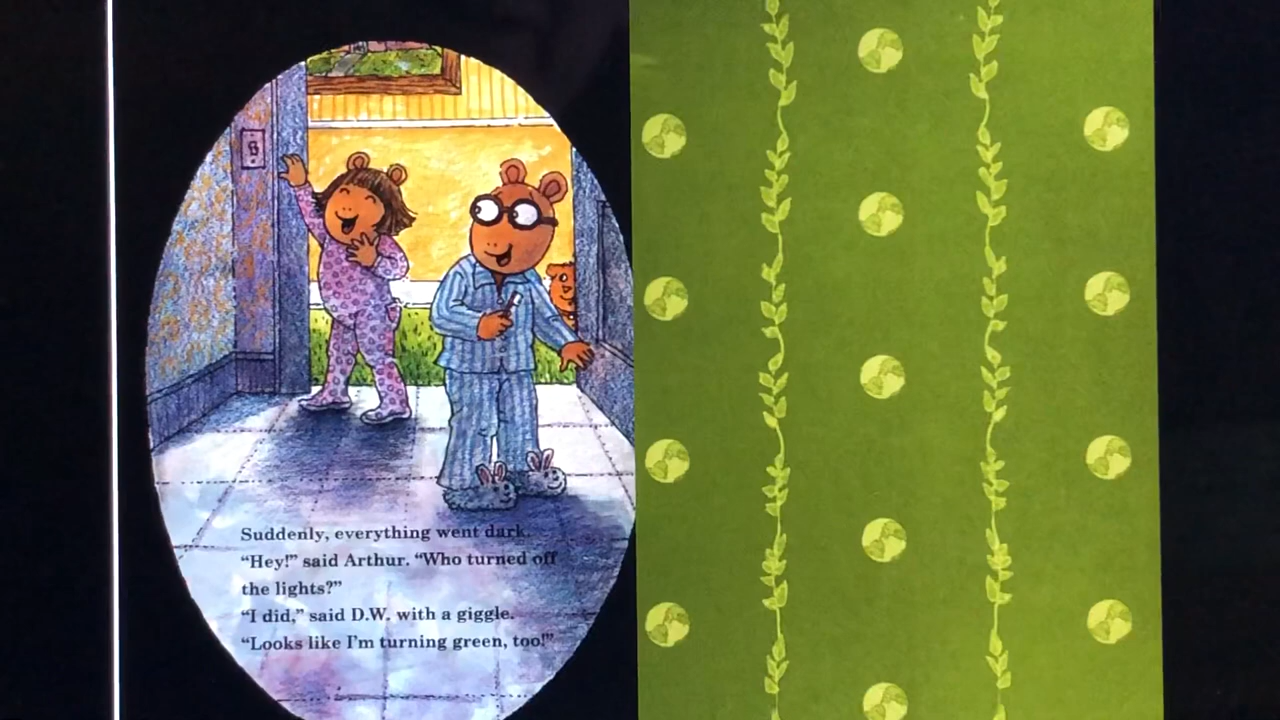 Suddenly, everything went dark.
“Hey!” said Arthur. “Who turned off
the lights?”
“I did,” said D.W. with a giggle.
“Looks like I’m turning green, too!”